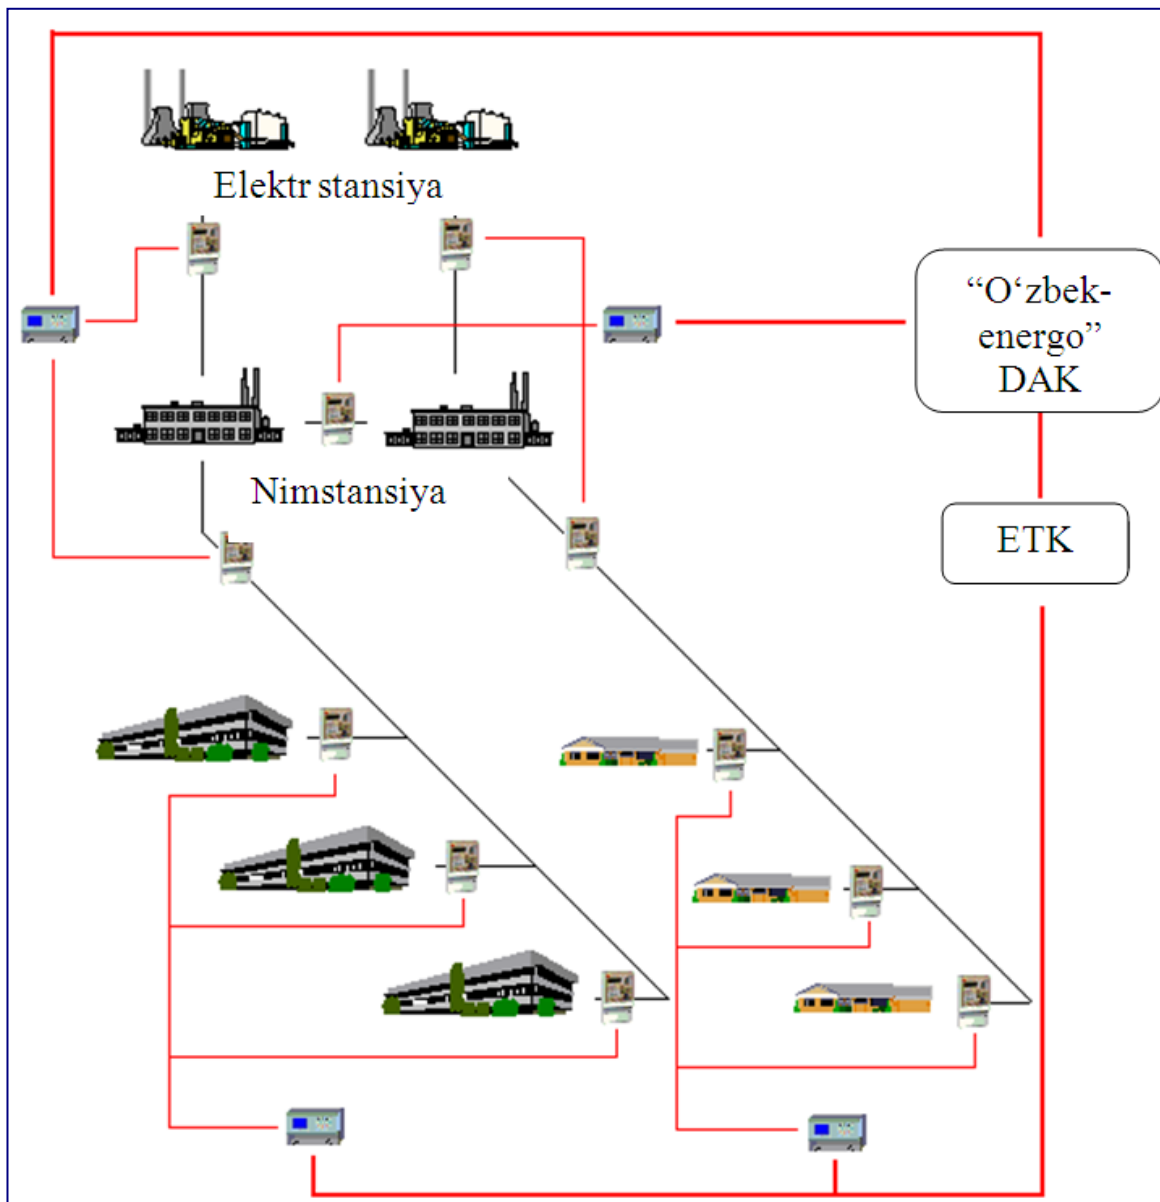 Elektr stansiya
“O‘zbek-
energo”
DAK
Nimstansiya
ETK